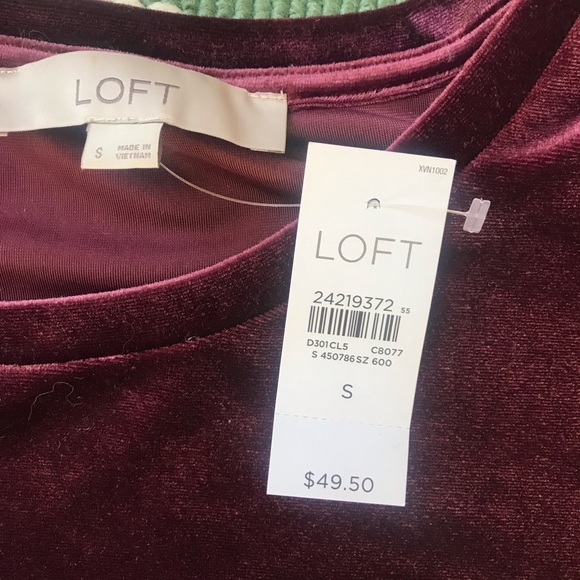 LOFT
S
MADE IN
VIETNAM
XVN1002
LOFT
24219372 55
D301CL5 C8077
S 450786SZ 600
S
$49.50